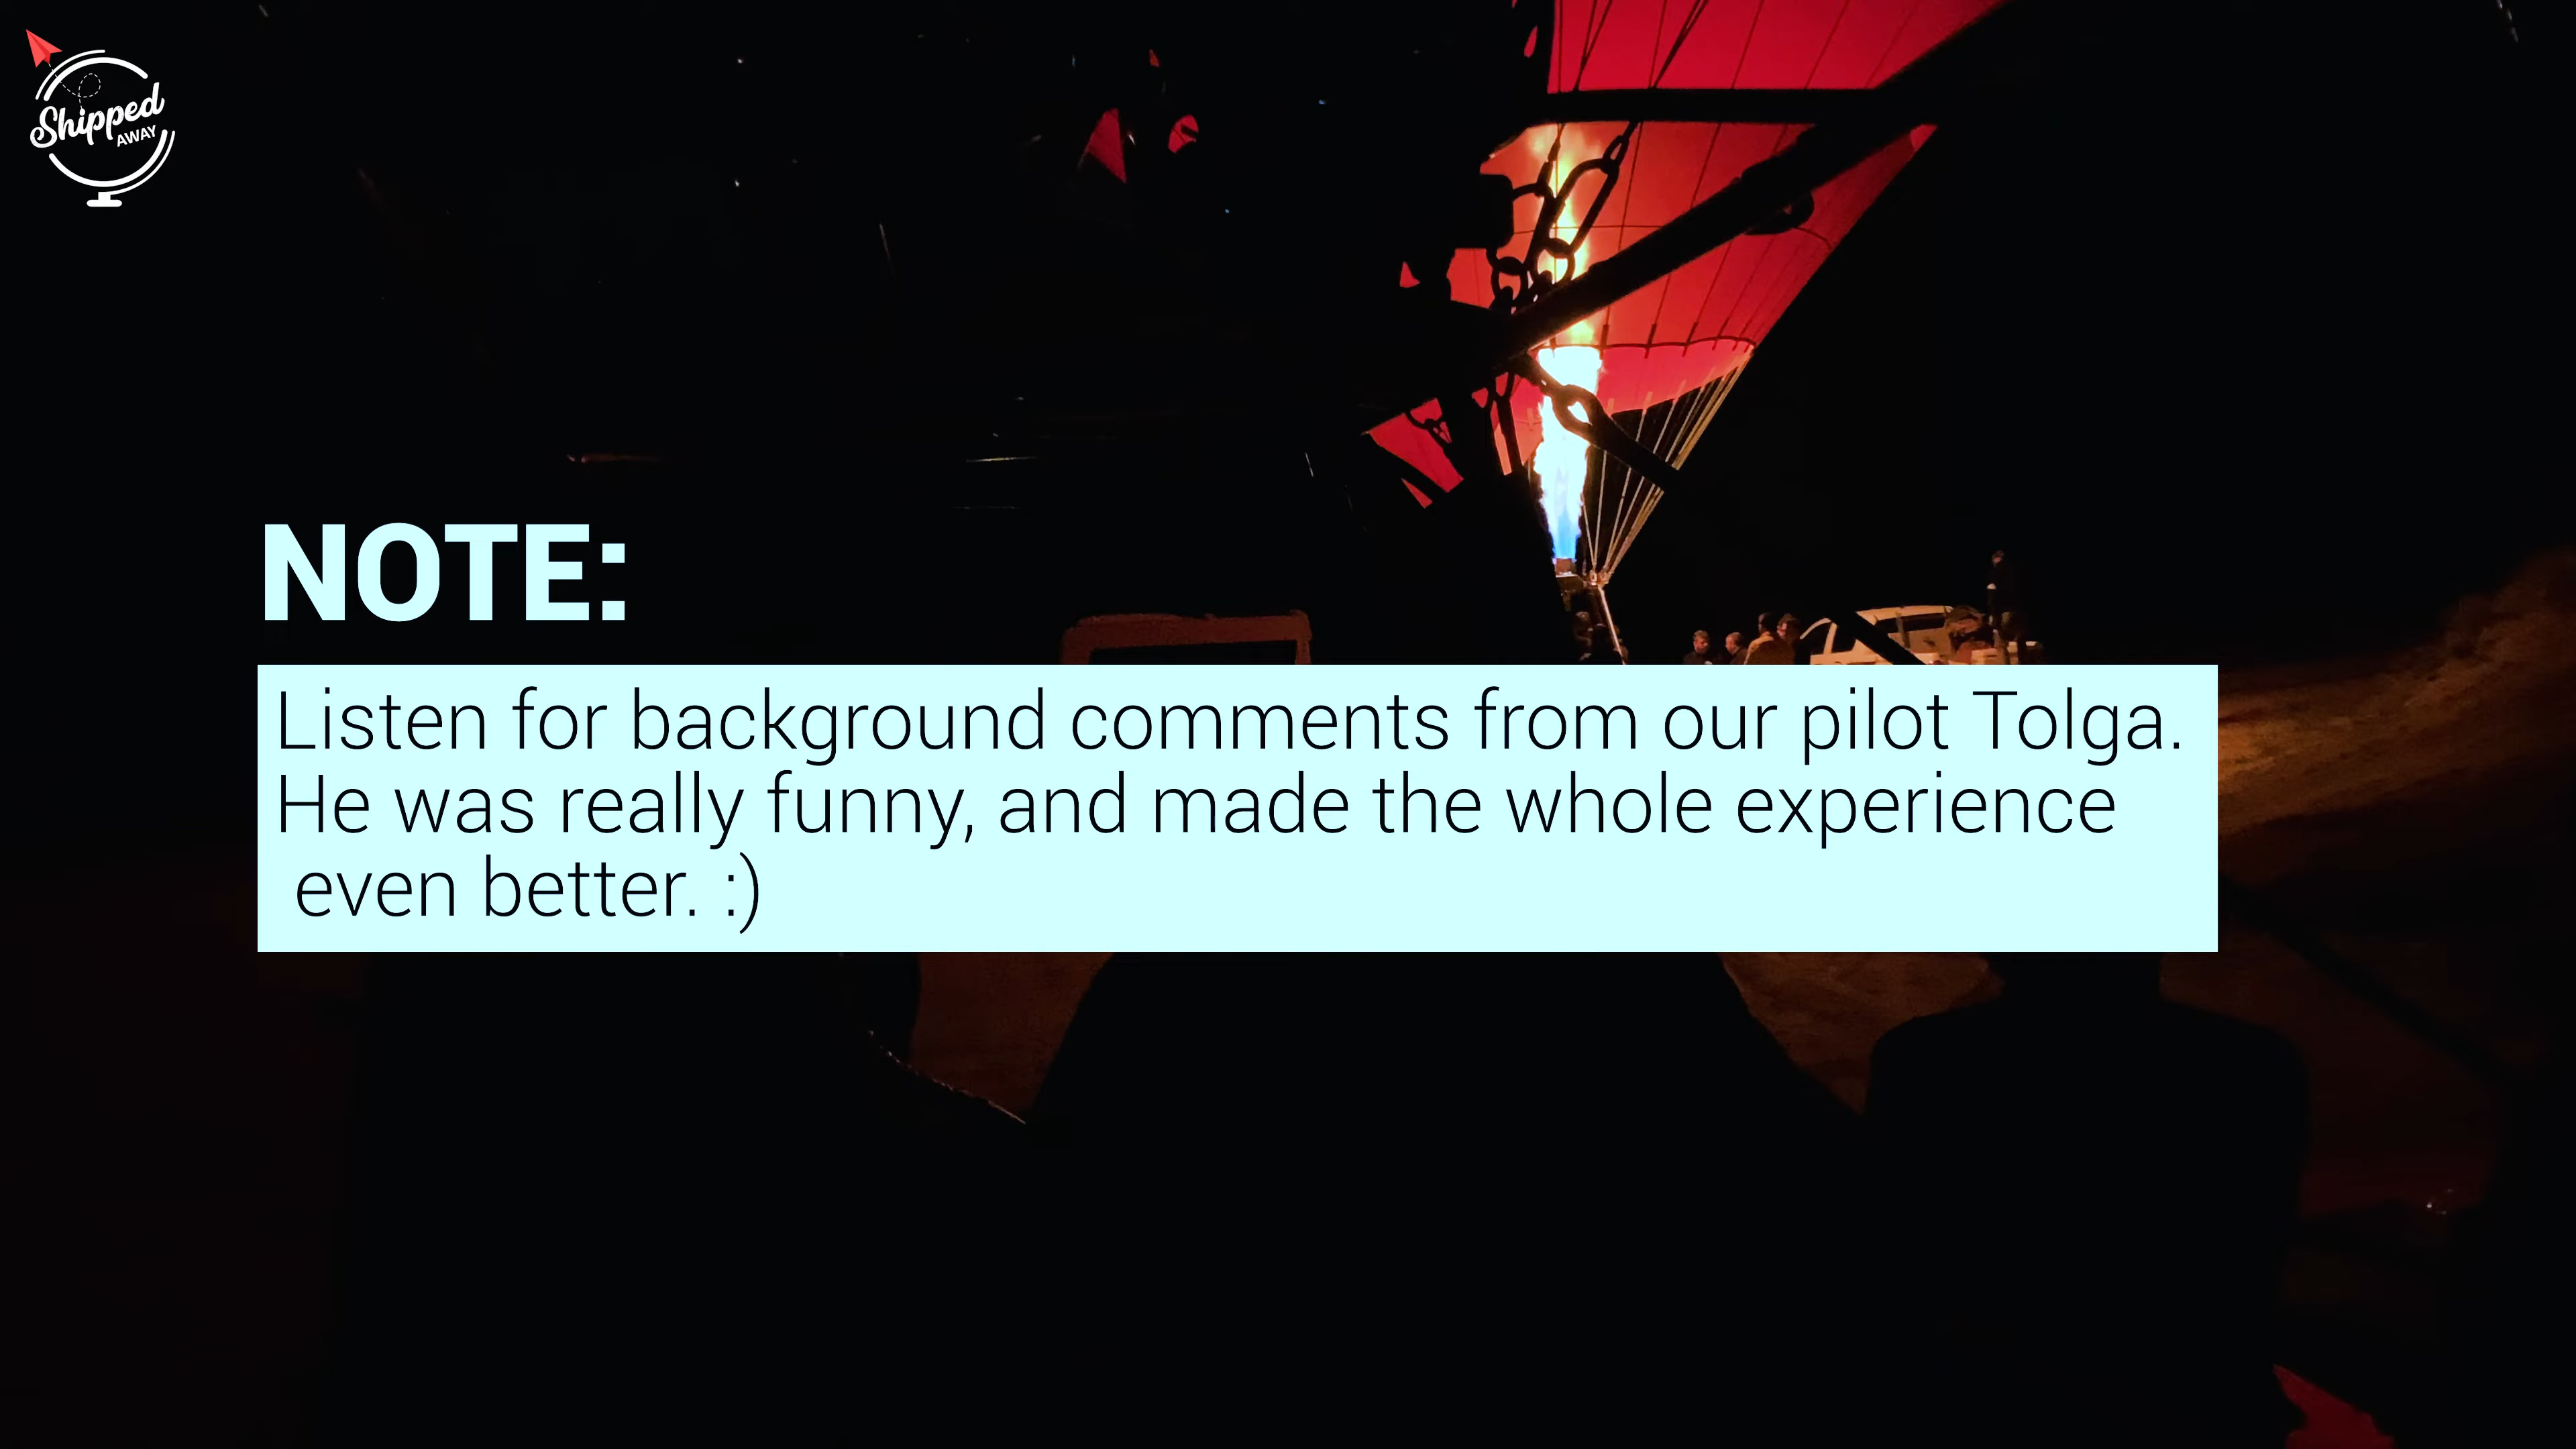 Shipped
AWAY
NOTE:
Listen for background comments from our pilot Tolga.
He was really funny, and made the whole experience
even better. :)